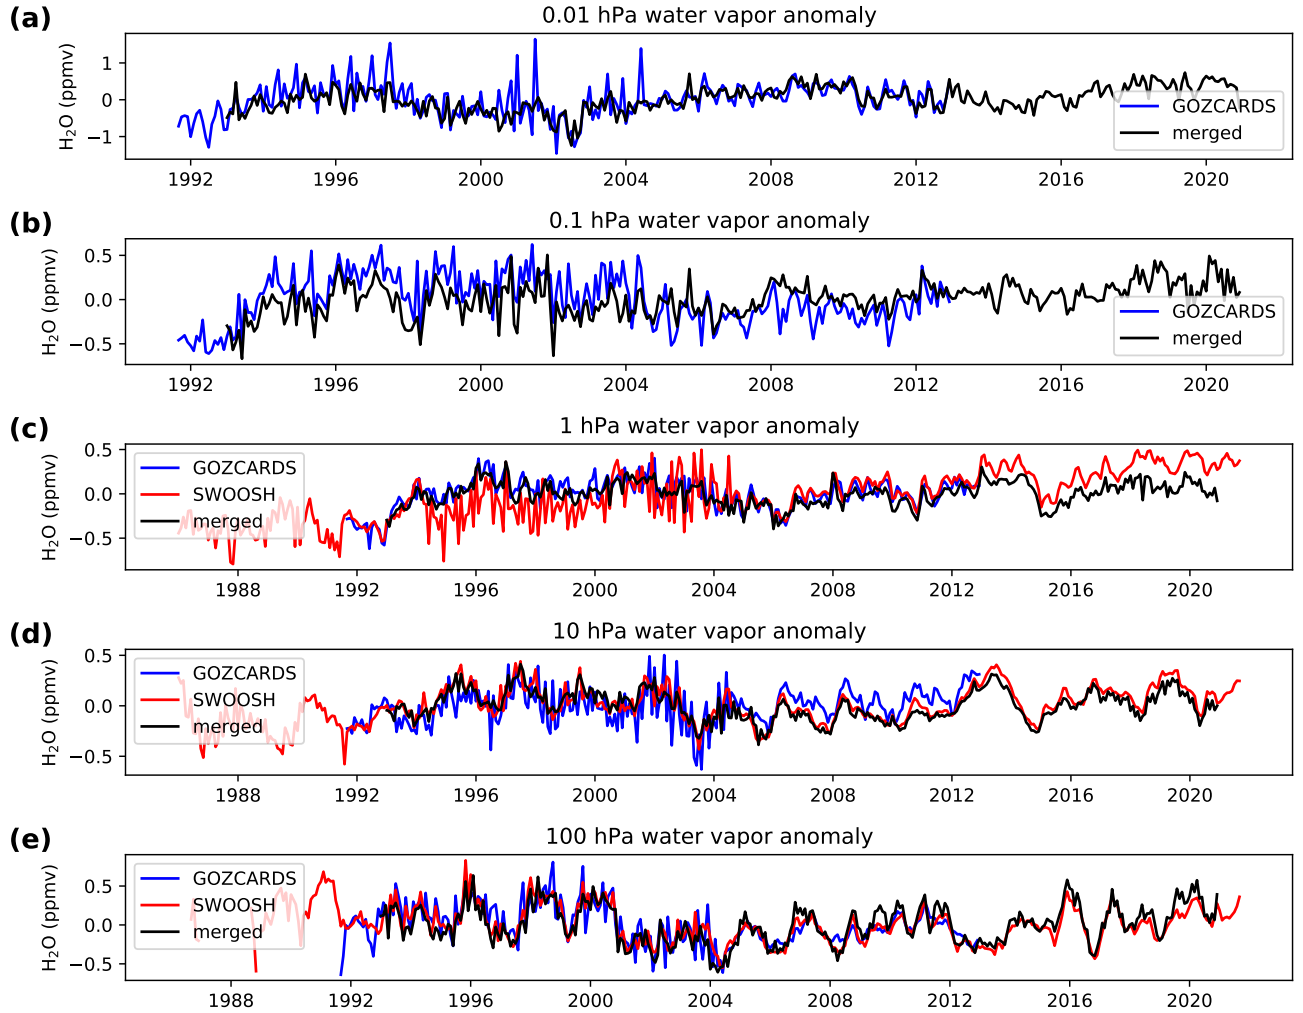 (a)
0.01 hPa water vapor anomaly
H₂O (ppmv)
1
0
−1
1992 1996 2000 2004 2008 2012 2016 2020
GOZCARDS
merged
(b)
0.1 hPa water vapor anomaly
H₂O (ppmv)
0.5
0.0
−0.5
1992 1996 2000 2004 2008 2012 2016 2020
GOZCARDS
merged
(c)
1 hPa water vapor anomaly
H₂O (ppmv)
0.5
0.0
−0.5
GOZCARDS
SWOOSH
merged
1988 1992 1996 2000 2004 2008 2012 2016 2020
(d)
10 hPa water vapor anomaly
H₂O (ppmv)
0.5
0.0
−0.5
GOZCARDS
SWOOSH
merged
1988 1992 1996 2000 2004 2008 2012 2016 2020
(e)
100 hPa water vapor anomaly
H₂O (ppmv)
0.5
0.0
−0.5
GOZCARDS
SWOOSH
merged
1988 1992 1996 2000 2004 2008 2012 2016 2020